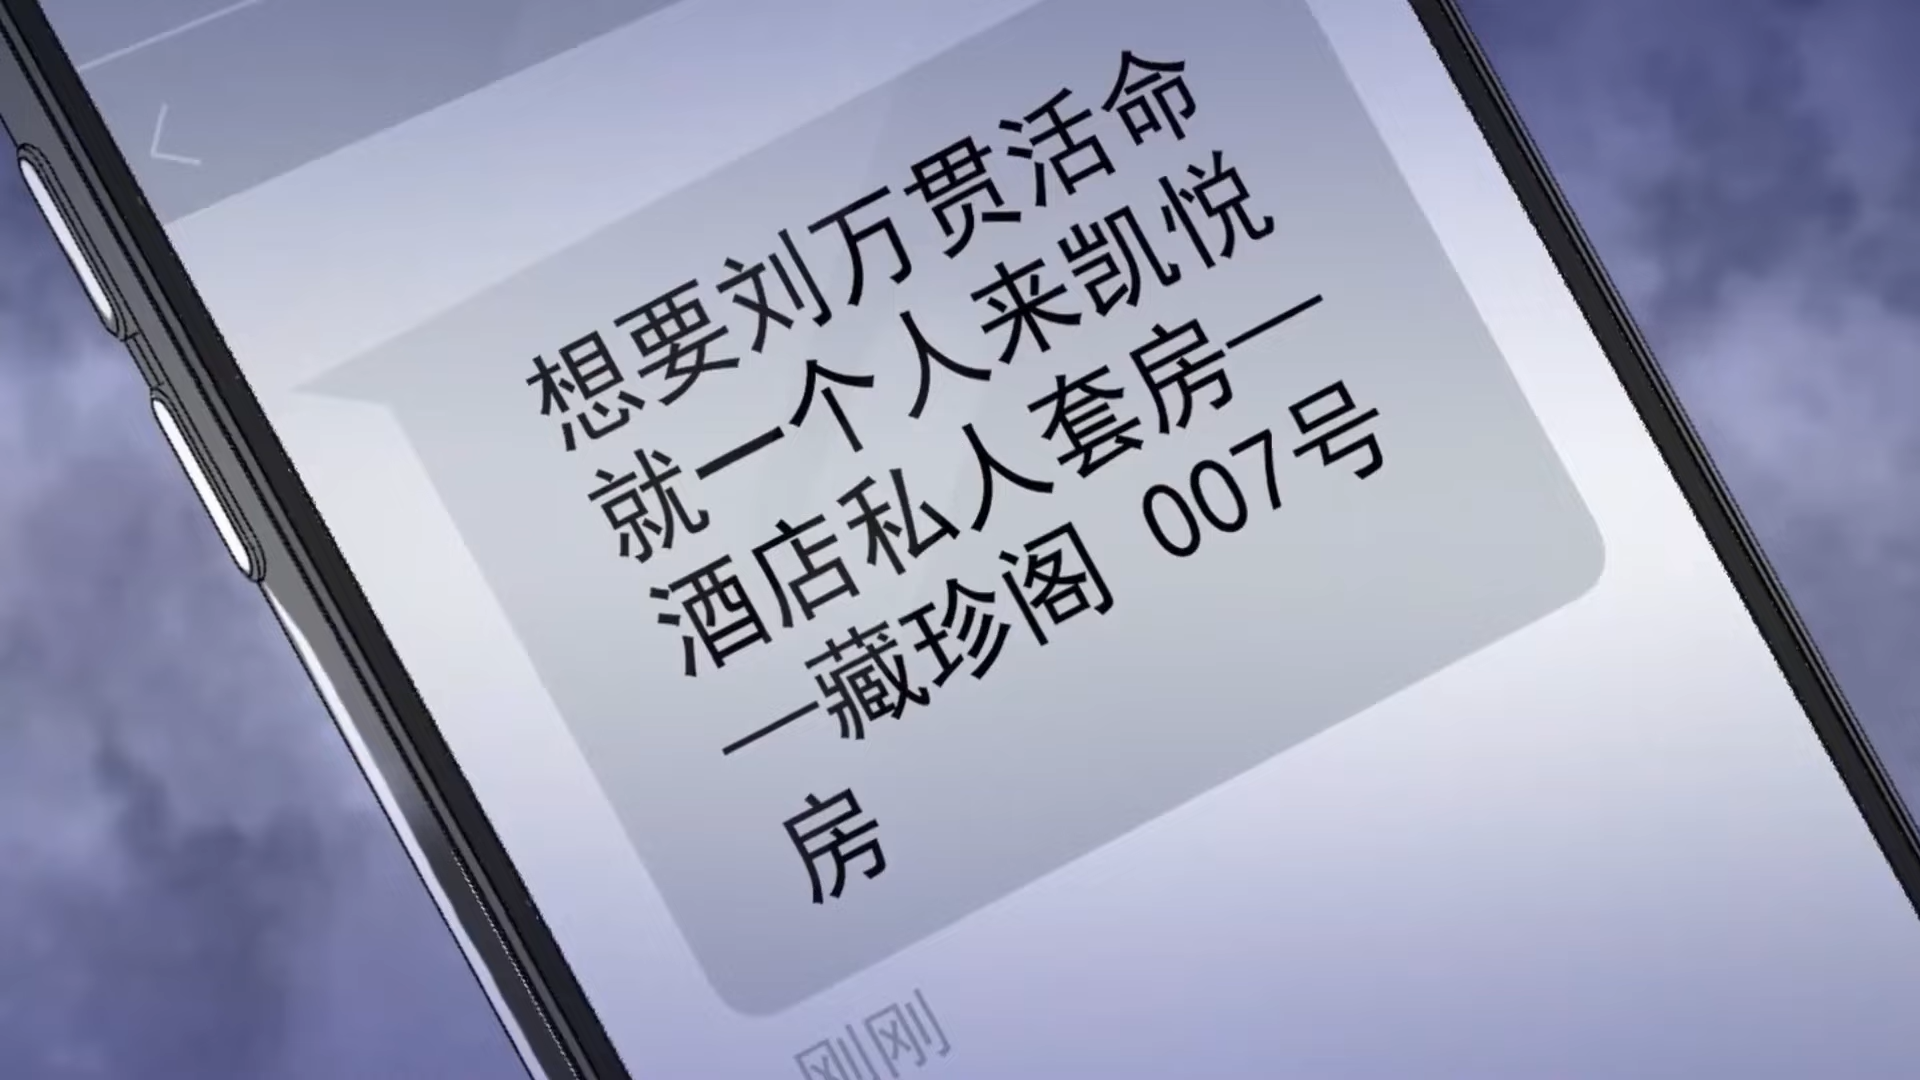 想要刘万贯活命
就一个人来凯悦
酒店私人套房—
—藏珍阁 007号
房
刚刚